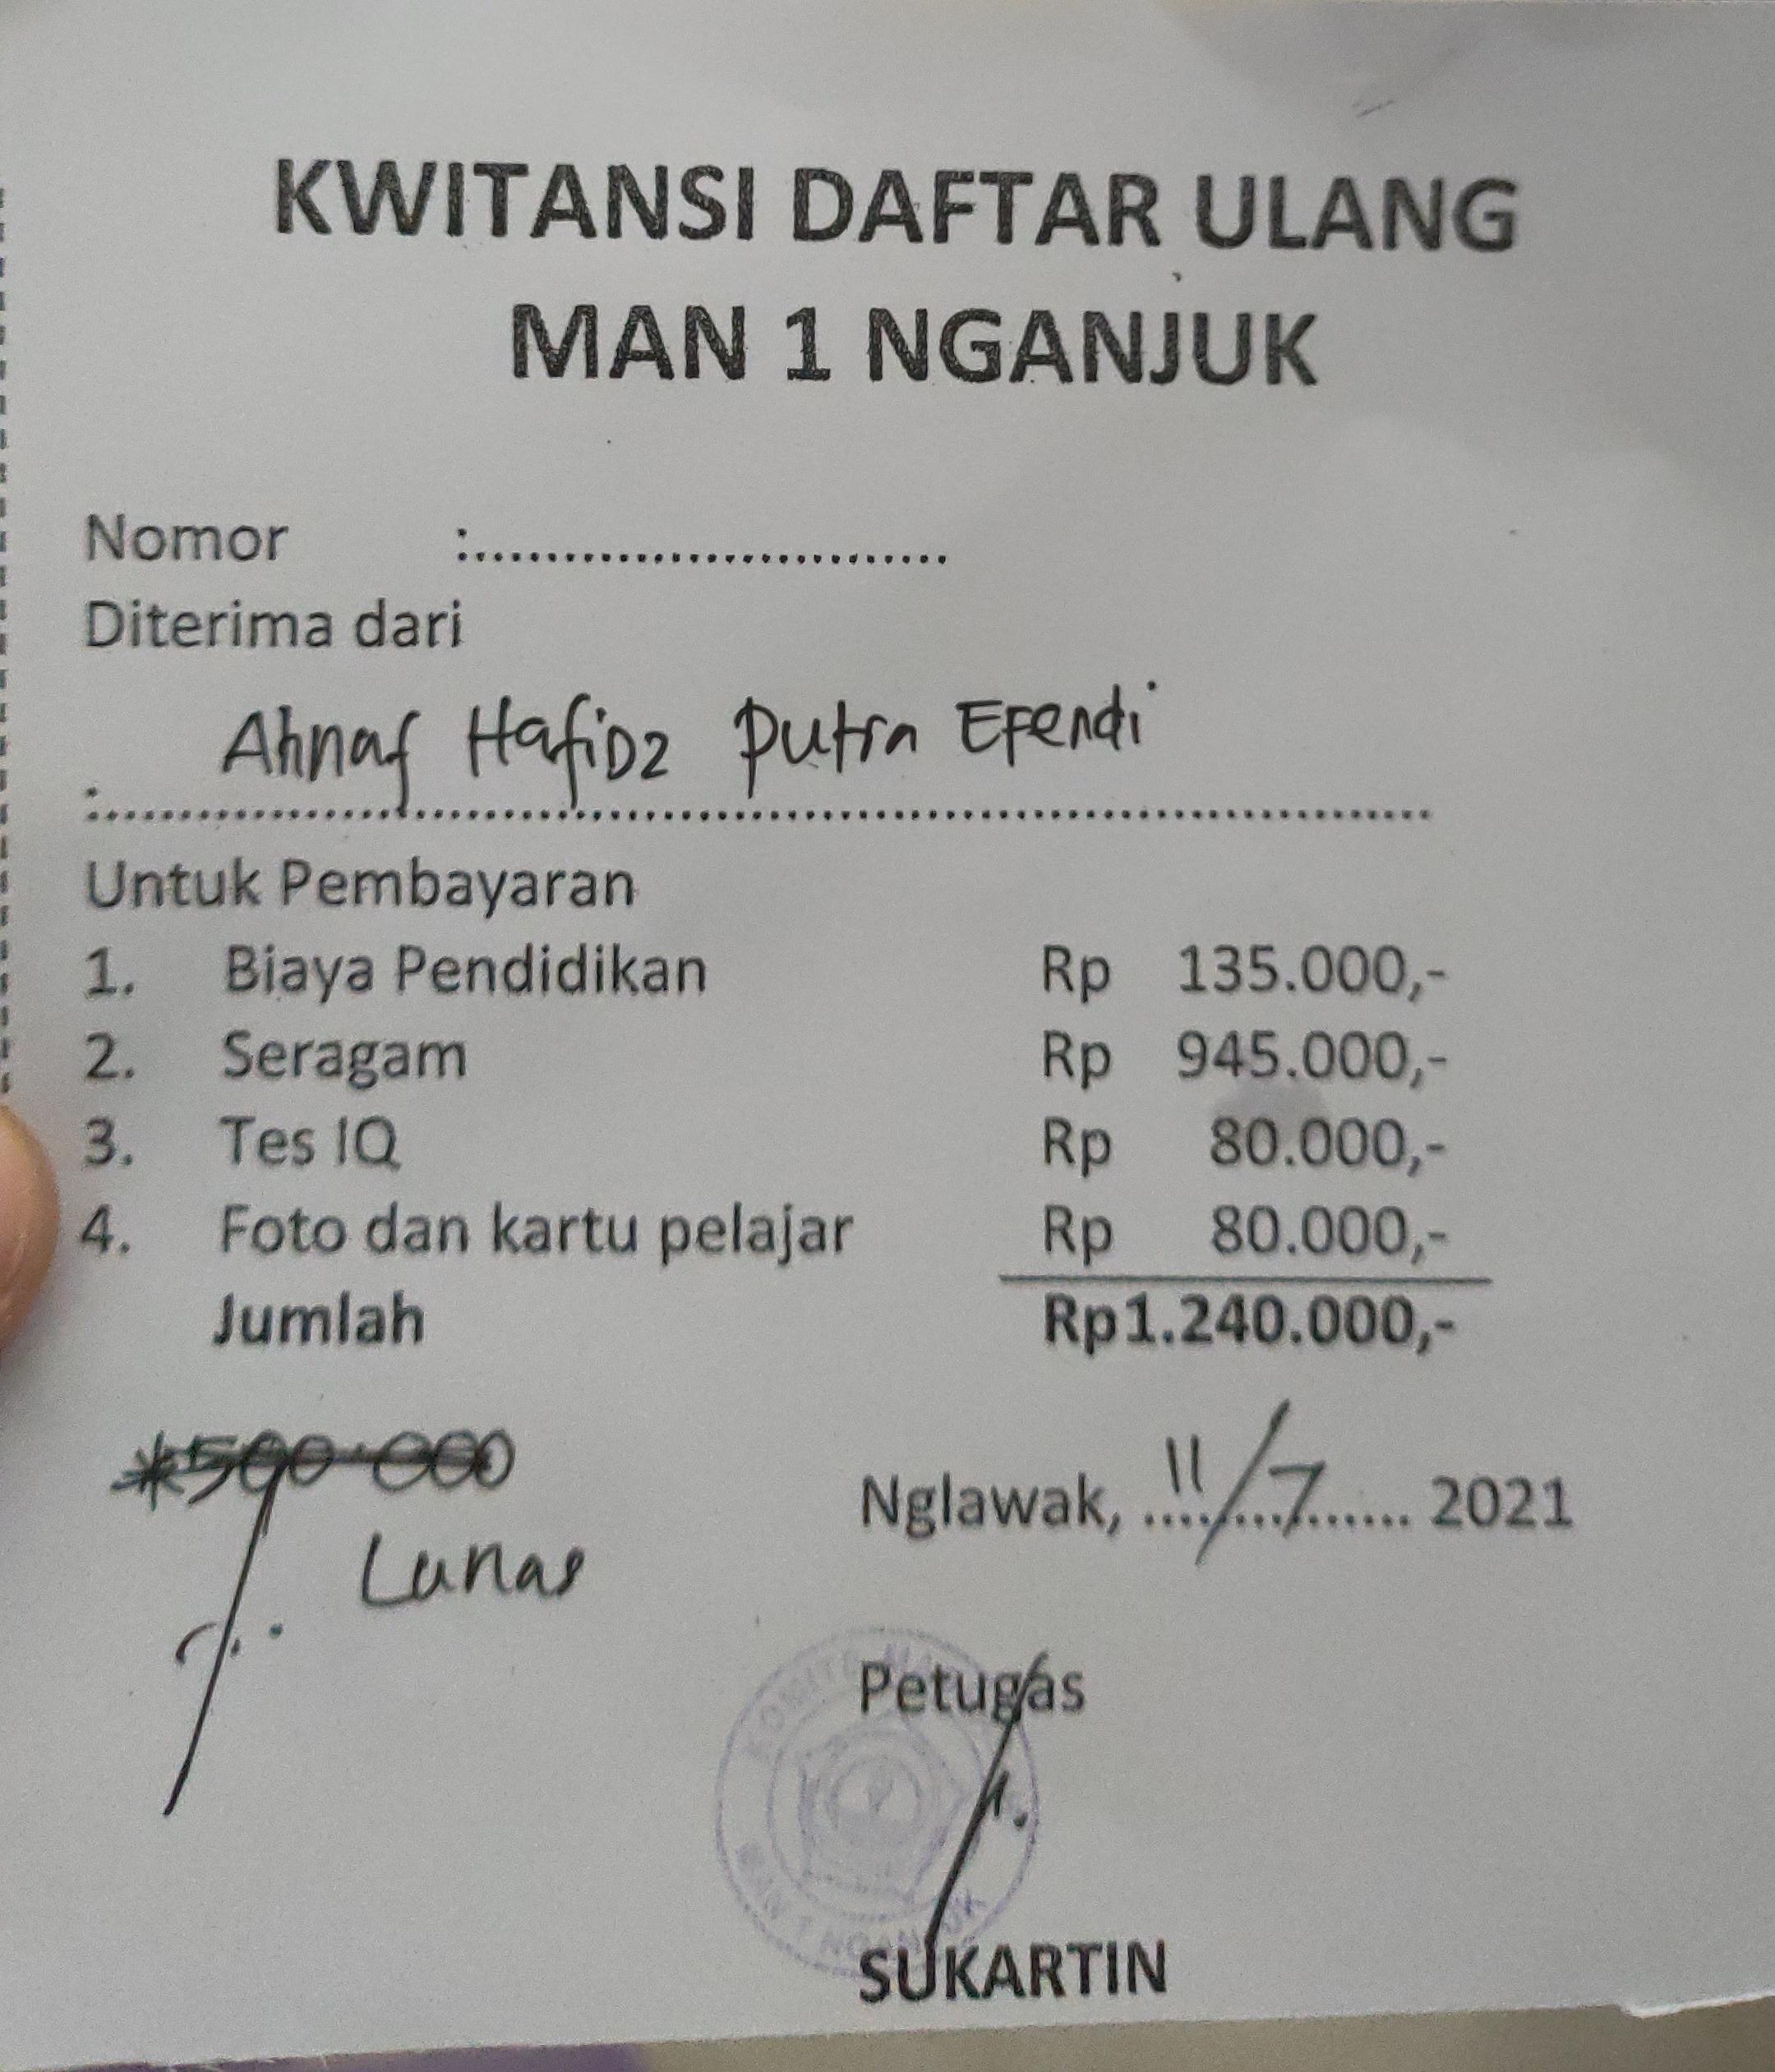 KWITANSI DAFTAR ULANG
MAN 1 NGANJUK
Nomor :.............................
Diterima dari
: Ahnaf Hafidz Putra Efendi
Untuk Pembayaran
1. Biaya Pendidikan Rp 135.000,-
2. Seragam Rp 945.000,-
3. Tes IQ Rp 80.000,-
4. Foto dan kartu pelajar Rp 80.000,-
Jumlah Rp1.240.000,-
*500.000
Nglawak, 11/7 2021
Lunas
Petugas
KOMITE
MAN 1 NGANJUK
SUKARTIN